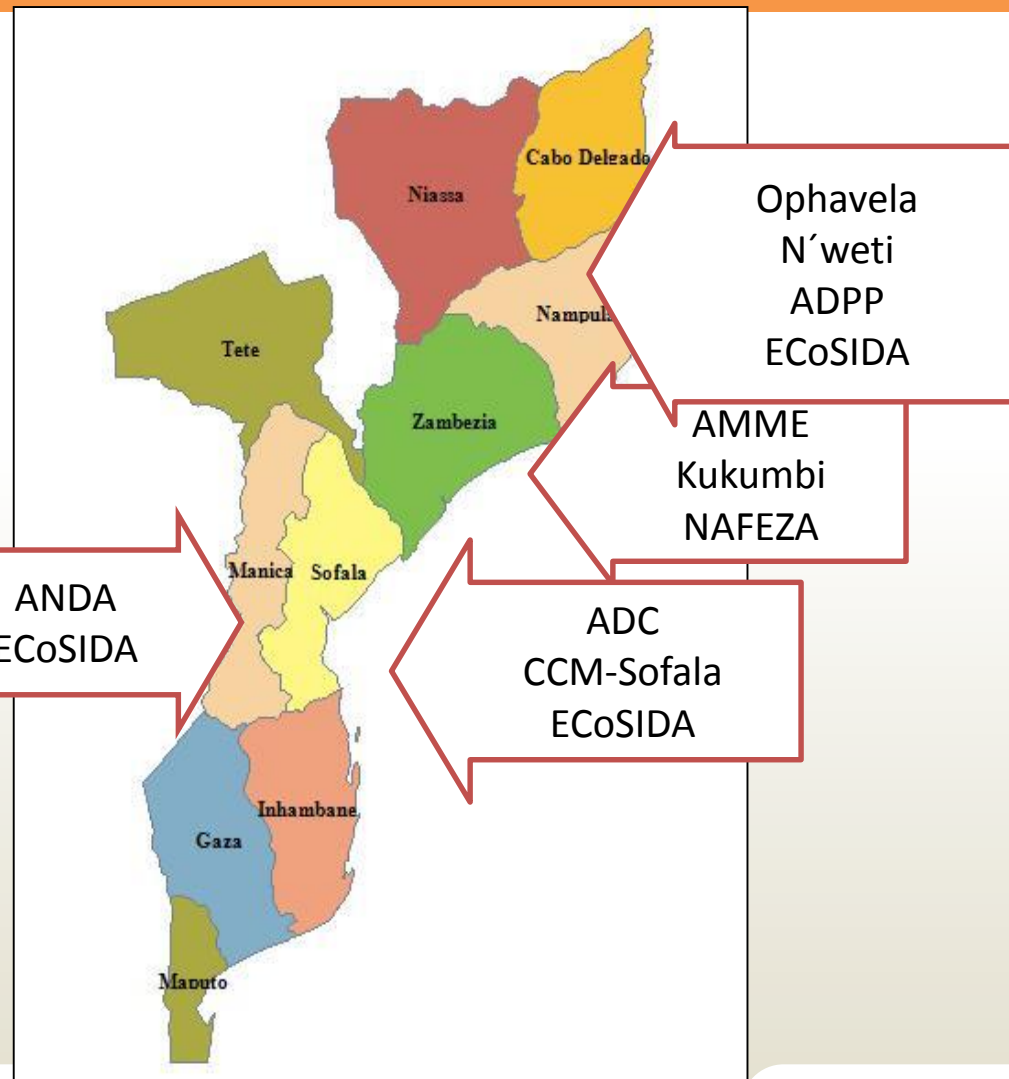 Cabo Delgado
Niassa
Ophavela
N´weti
ADPP
ECoSIDA
Nampula
Tete
Zambezia
AMME
Kukumbi
NAFEZA
Manica
Sofala
ANDA
ECoSIDA
ADC
CCM-Sofala
ECoSIDA
Inhambane
Gaza
Maputo